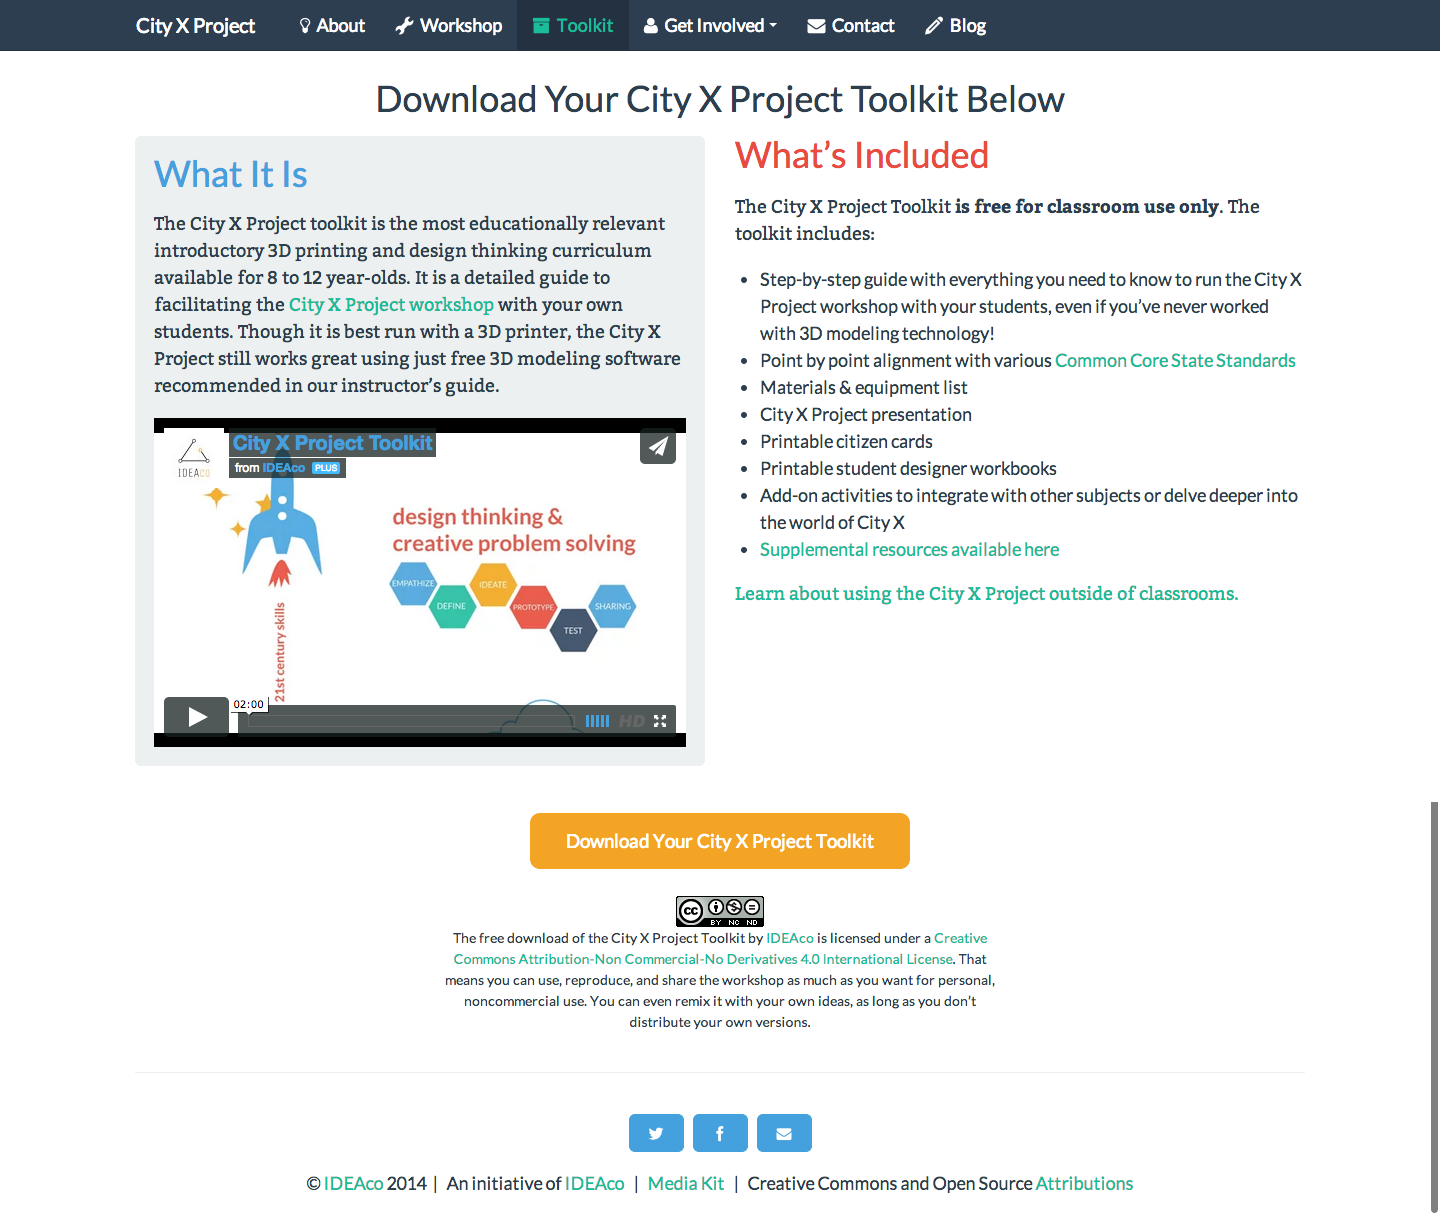 City X Project
About
Workshop
Toolkit
Get Involved
Contact
Blog
Download Your City X Project Toolkit Below
What It Is
The City X Project toolkit is the most educationally relevant
introductory 3D printing and design thinking curriculum
available for 8 to 12 year-olds. It is a detailed guide to
facilitating the City X Project workshop with your own
students. Though it is best run with a 3D printer, the City X
Project still works great using just free 3D modeling software
recommended in our instructor's guide.
IDEAco
City X Project Toolkit
from IDEAco PLUS
design thinking &
creative problem solving
EMPATHIZE
DEFINE
IDEATE
PROTOTYPE
TEST
SHARING
21st century skills
02:00
HD
What's Included
The City X Project Toolkit is free for classroom use only. The
toolkit includes:
• Step-by-step guide with everything you need to know to run the City X
Project workshop with your students, even if you've never worked
with 3D modeling technology!
• Point by point alignment with various Common Core State Standards
• Materials & equipment list
• City X Project presentation
• Printable citizen cards
• Printable student designer workbooks
• Add-on activities to integrate with other subjects or delve deeper into
the world of City X
• Supplemental resources available here
Learn about using the City X Project outside of classrooms.
Download Your City X Project Toolkit
cc BY NC ND
The free download of the City X Project Toolkit by IDEAco is licensed under a Creative
Commons Attribution-Non Commercial-No Derivatives 4.0 International License. That
means you can use, reproduce, and share the workshop as much as you want for personal,
noncommercial use. You can even remix it with your own ideas, as long as you don't
distribute your own versions.
© IDEAco 2014 | An initiative of IDEAco | Media Kit | Creative Commons and Open Source Attributions